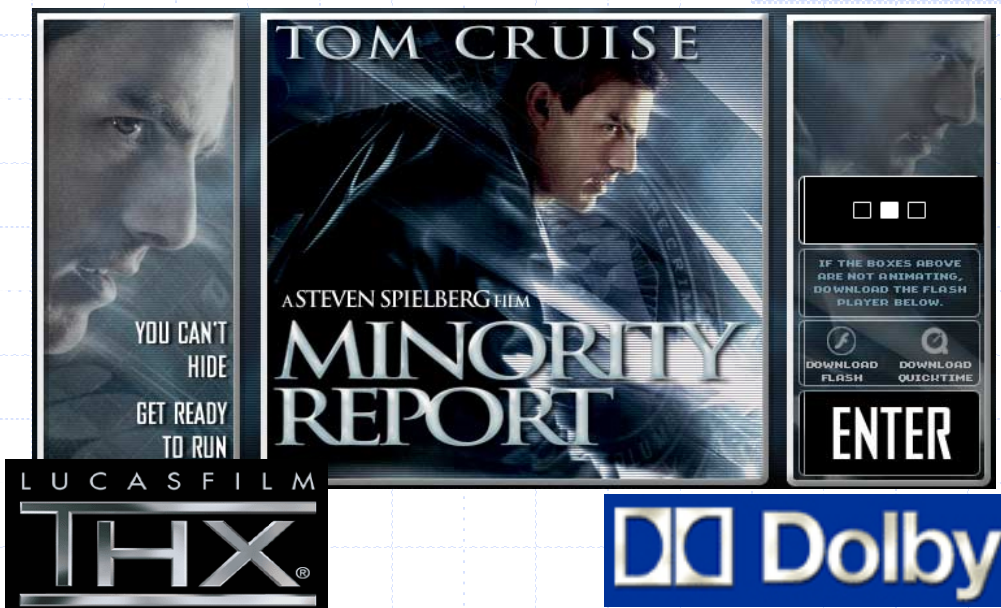 TOM CRUISE
A STEVEN SPIELBERG FILM
MINORITY
REPORT
YOU CAN'T
HIDE
GET READY
TO RUN
IF THE BOXES ABOVE
ARE NOT ANIMATING,
DOWNLOAD THE FLASH
PLAYER BELOW.
DOWNLOAD
FLASH
DOWNLOAD
QUICKTIME
ENTER
LUCASFILM
THX®
Dolby